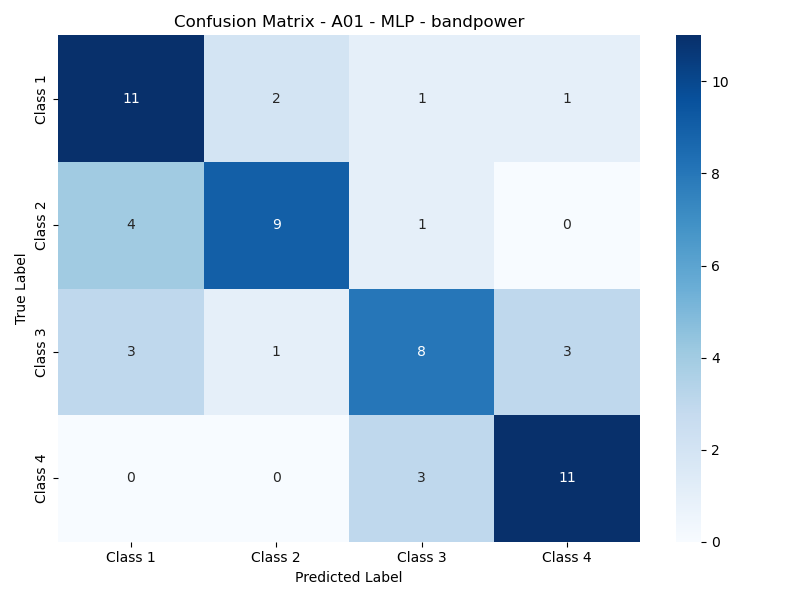 Confusion Matrix - A01 - MLP - bandpower
Class 1
11
2
1
1
Class 2
4
9
1
0
Class 3
3
1
8
3
Class 4
0
0
3
11
Class 1
Class 2
Class 3
Class 4
Predicted Label
True Label
10
8
6
4
2
0